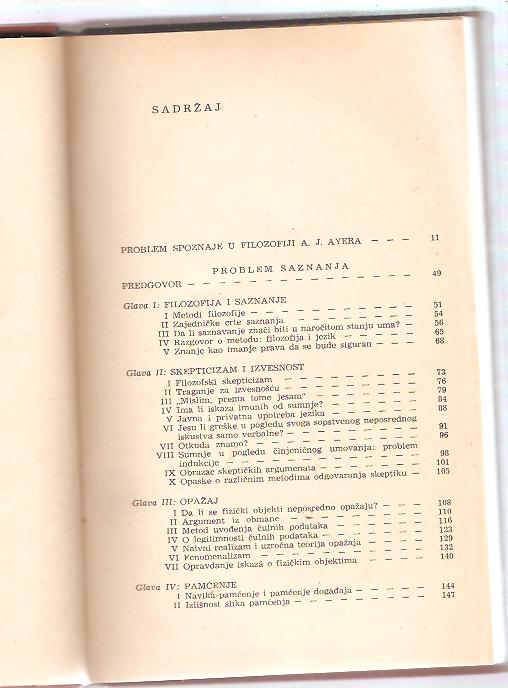 SADRŽAJ
PROBLEM SPOZNAJE U FILOZOFIJI A. J. AYERA — — — 11
PROBLEM SAZNANJA
PREDGOVOR — — — — — — — — — — — — 49
Glava I: FILOZOFIJA I SAZNANJE
I Metodi filozofije — — — — — — — — — 51
II Zajedničke crte saznanja — — — — — — — 54
III Da li saznavanje znači biti u naročitom stanju uma? — 56
IV Razgovor o metodu: filozofija i jezik — — — — 65
V Znanje kao imanje prava da se bude siguran — — — 68
Glava II: SKEPTICIZAM I IZVESNOST
I Filozofski skepticizam — — — — — — — 73
II Traganje za izvesnošću — — — — — — — 76
III „Mislim, prema tome jesam" — — — — — — 79
IV Ima li iskaza imunih od sumnje? — — — — — 84
V Javna i privatna upotreba jezika — — — — — 88
VI Jesu li greške u pogledu svoga sopstvenog neposrednog
iskustva samo verbalne? — — — — — — — 91
VII Otkuda znamo? — — — — — — — — — 96
VIII Sumnje u pogledu činjeničnog umovanja: problem
indukcije — — — — — — — — — — 98
IX Obrazac skeptičkih argumenata — — — — — 101
X Opaske o različnim metodima odgovaranja skeptiku — 105
Glava III: OPAŽAJ
I Da li se fizički objekti neposredno opažaju? — — — 108
II Argument iz obmane — — — — — — — — 110
III Metod uvođenja čulnih podataka — — — — — 116
IV O legitimnosti čulnih podataka — — — — — 123
V Naivni realizam i uzročna teorija opažaja — — — 129
VI Fenomenalizam — — — — — — — — — 132
VII Opravdanje iskazâ o fizičkim objektima — — — 140
Glava IV: PAMĆENJE
I Navika-pamćenje i pamćenje događaja — — — — 144
II Izlišnost slika pamćenja — — — — — — — 147